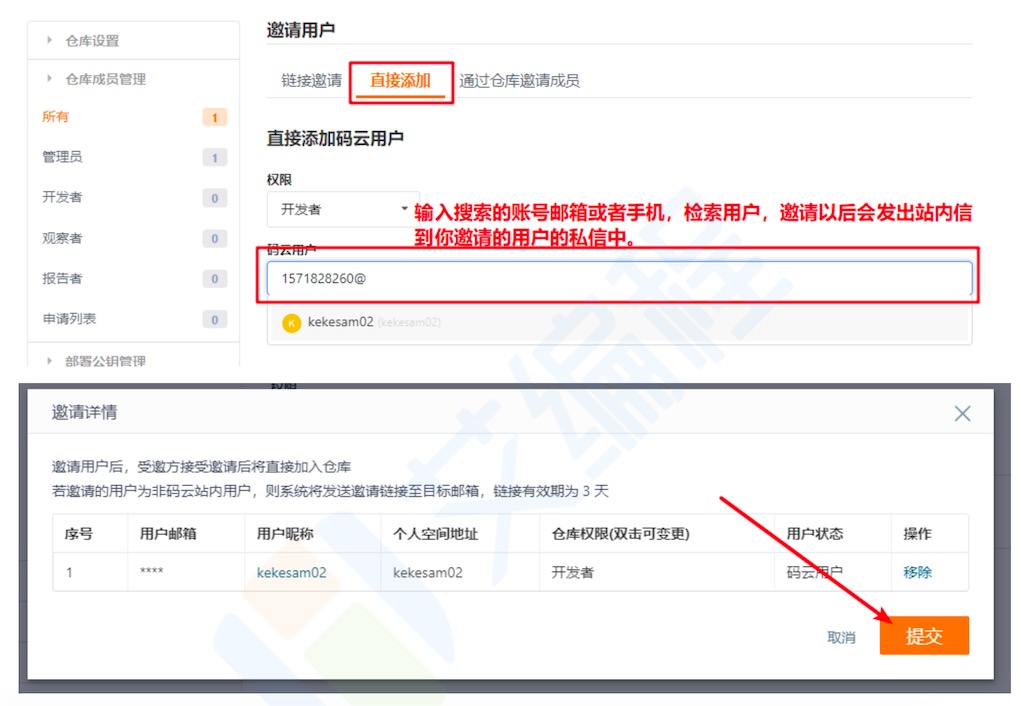 邀请用户
仓库设置
仓库成员管理
所有 1
管理员 1
开发者 0
观察者 0
报告者 0
申请列表 0
部署公钥管理
链接邀请 直接添加 通过仓库邀请成员
直接添加码云用户
权限
开发者
输入搜索的账号邮箱或者手机，检索用户，邀请以后会发出站内信
到你邀请的用户的私信中。
码云用户
1571828260@
K kekesam02 (kekesam02)
权限
邀请详情
邀请用户后，受邀方接受邀请后将直接加入仓库
若邀请的用户为非码云站内用户，则系统将发送邀请链接至目标邮箱，链接有效期为 3 天
序号 用户邮箱 用户昵称 个人空间地址 仓库权限(双击可变更) 用户状态 操作
1 **** kekesam02 kekesam02 开发者 码云用户 移除
取消 提交
艾编程